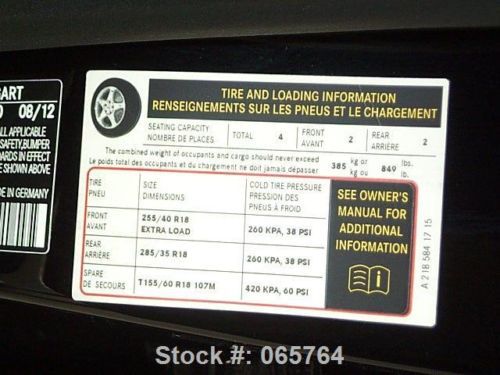 GART
0 08/12
ALL APPLICABLE
SAFETY, BUMPER
DARDS IN EFFECT
E SHOWN ABOVE
IN GERMANY
TIRE AND LOADING INFORMATION
RENSEIGNEMENTS SUR LES PNEUS ET LE CHARGEMENT
SEATING CAPACITY
NOMBRE DE PLACES
TOTAL 4
FRONT
AVANT 2
REAR
ARRIÈRE 2
The combined weight of occupants and cargo should never exceed
Le poids total des occupants et du chargement ne doit jamais dépasser
385 kg or
kg ou
849 lbs.
lb.
TIRE
PNEU
SIZE
DIMENSIONS
COLD TIRE PRESSURE
PRESSION DES
PNEUS À FROID
FRONT
AVANT
255/40 R18
EXTRA LOAD
260 KPA, 38 PSI
REAR
ARRIÈRE
285/35 R18
260 KPA, 38 PSI
SPARE
DE SECOURS
T155/60 R18 107M
420 KPA, 60 PSI
SEE OWNER'S
MANUAL FOR
ADDITIONAL
INFORMATION
A 218 584 17 15
Stock #: 065764